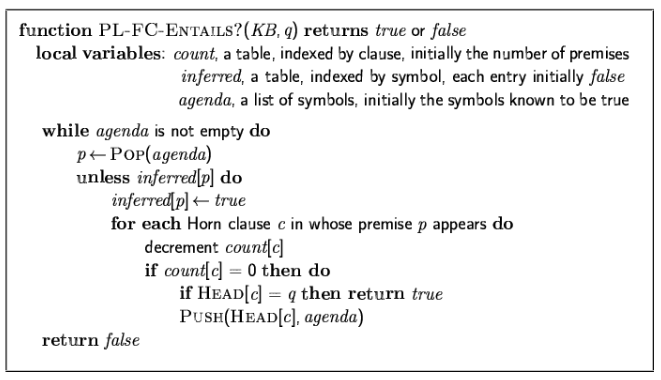 function PL-FC-ENTAILS?(KB, q) returns true or false
local variables: count, a table, indexed by clause, initially the number of premises
inferred, a table, indexed by symbol, each entry initially false
agenda, a list of symbols, initially the symbols known to be true
while agenda is not empty do
p ← POP(agenda)
unless inferred[p] do
inferred[p] ← true
for each Horn clause c in whose premise p appears do
decrement count[c]
if count[c] = 0 then do
if HEAD[c] = q then return true
PUSH(HEAD[c], agenda)
return false